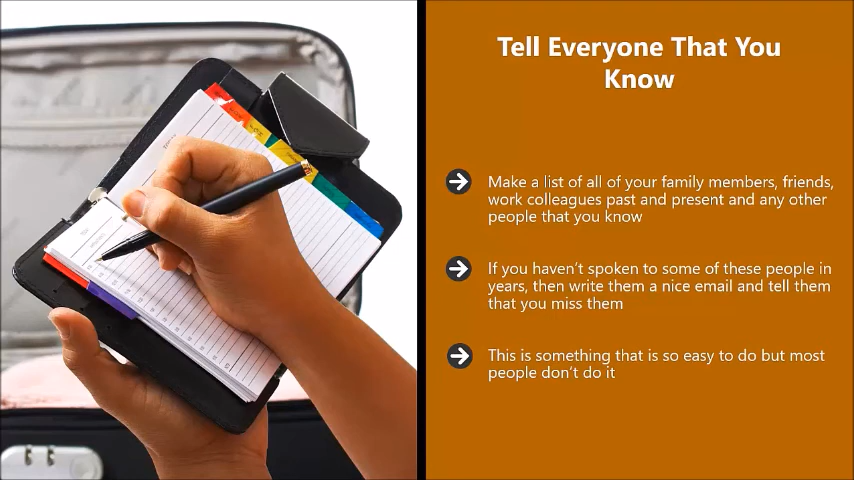 Tell Everyone That You
Know
Make a list of all of your family members, friends,
work colleagues past and present and any other
people that you know
If you haven't spoken to some of these people in
years, then write them a nice email and tell them
that you miss them
This is something that is so easy to do but most
people don't do it